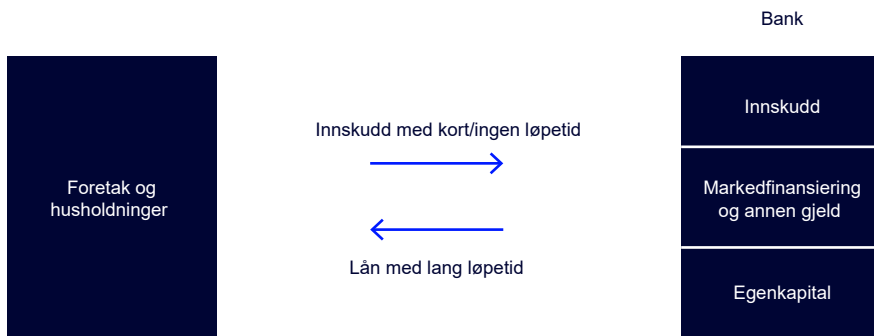 Bank
Innskudd
Innskudd med kort/ingen løpetid
Foretak og
husholdninger
Markedfinansiering
og annen gjeld
Lån med lang løpetid
Egenkapital